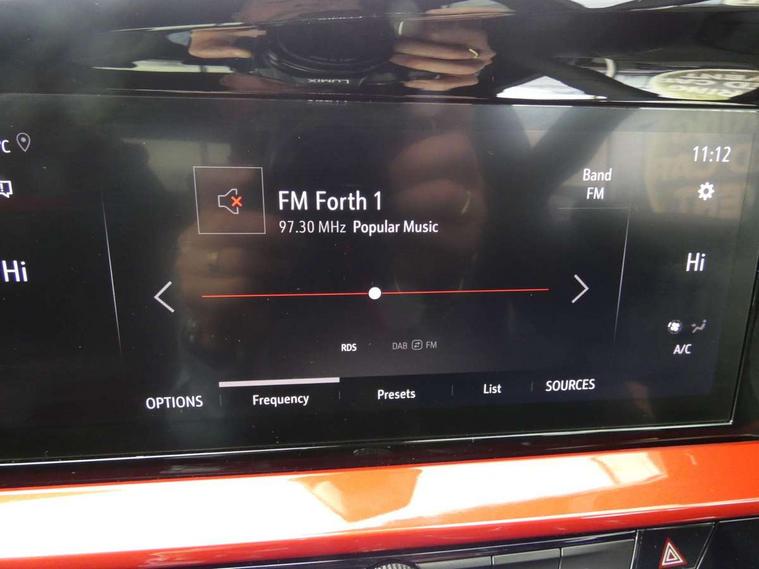 °C
11:12
Band
FM
FM Forth 1
97.30 MHz Popular Music
Hi
Hi
RDS
DAB FM
A/C
OPTIONS
Frequency
Presets
List
SOURCES
LUMIX